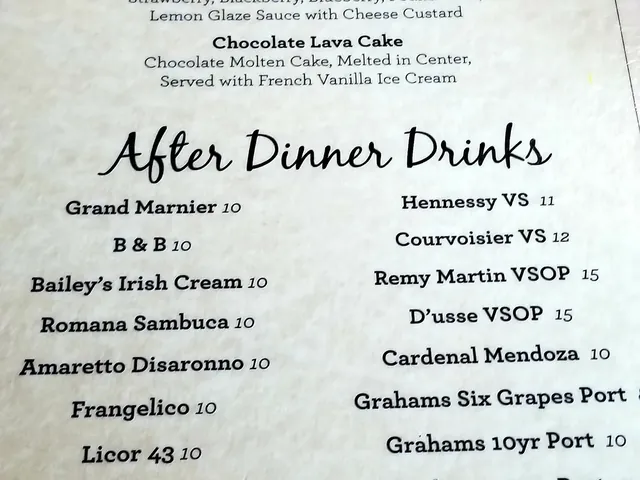 Strawberry, Blackberry, Blueberry,
Lemon Glaze Sauce with Cheese Custard
Chocolate Lava Cake
Chocolate Molten Cake, Melted in Center,
Served with French Vanilla Ice Cream
After Dinner Drinks
Grand Marnier 10
B & B 10
Bailey's Irish Cream 10
Romana Sambuca 10
Amaretto Disaronno 10
Frangelico 10
Licor 43 10
Hennessy VS 11
Courvoisier VS 12
Remy Martin VSOP 15
D'usse VSOP 15
Cardenal Mendoza 10
Grahams Six Grapes Port
Grahams 10yr Port 10